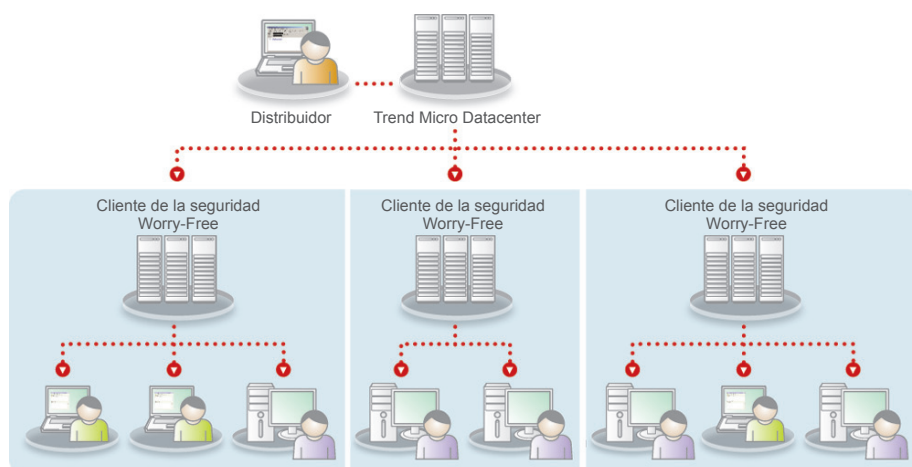 Distribuidor
Trend Micro Datacenter
Cliente de la seguridad
Worry-Free
Cliente de la seguridad
Worry-Free
Cliente de la seguridad
Worry-Free